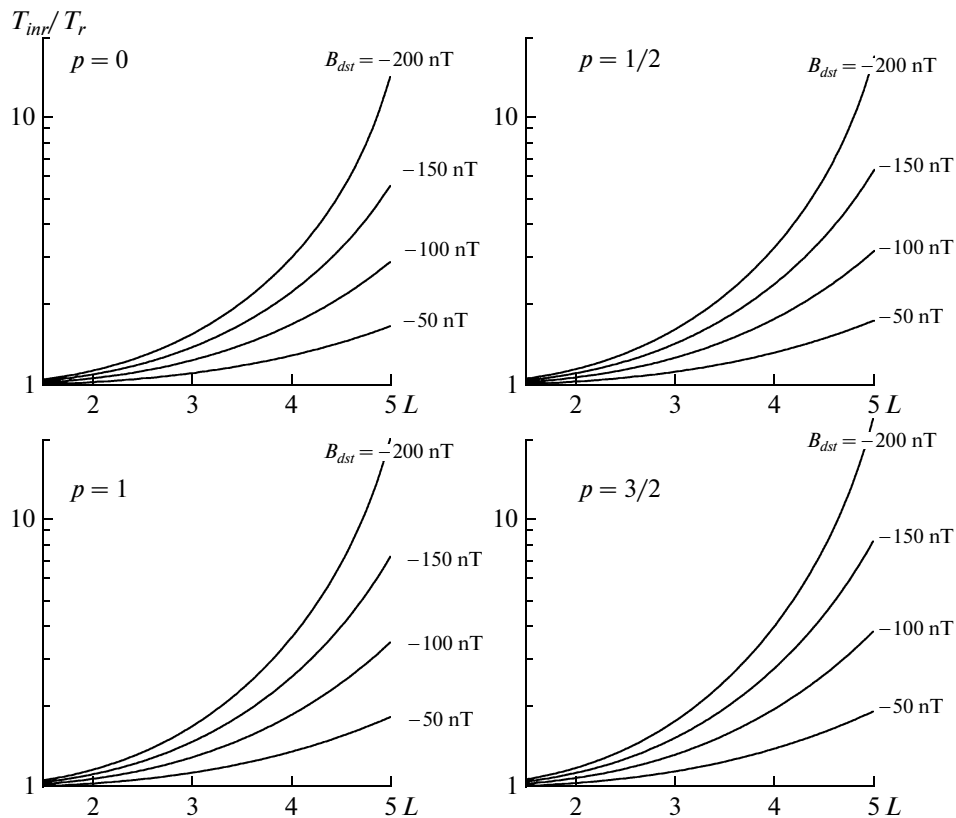 T_inr/T_r
p = 0
B_dst = −200 nT
10
−150 nT
−100 nT
−50 nT
1
2 3 4 5 L
p = 1/2
B_dst = −200 nT
10
−150 nT
−100 nT
−50 nT
1
2 3 4 5 L
p = 1
B_dst = −200 nT
10
−150 nT
−100 nT
−50 nT
1
2 3 4 5 L
p = 3/2
B_dst = −200 nT
10
−150 nT
−100 nT
−50 nT
1
2 3 4 5 L